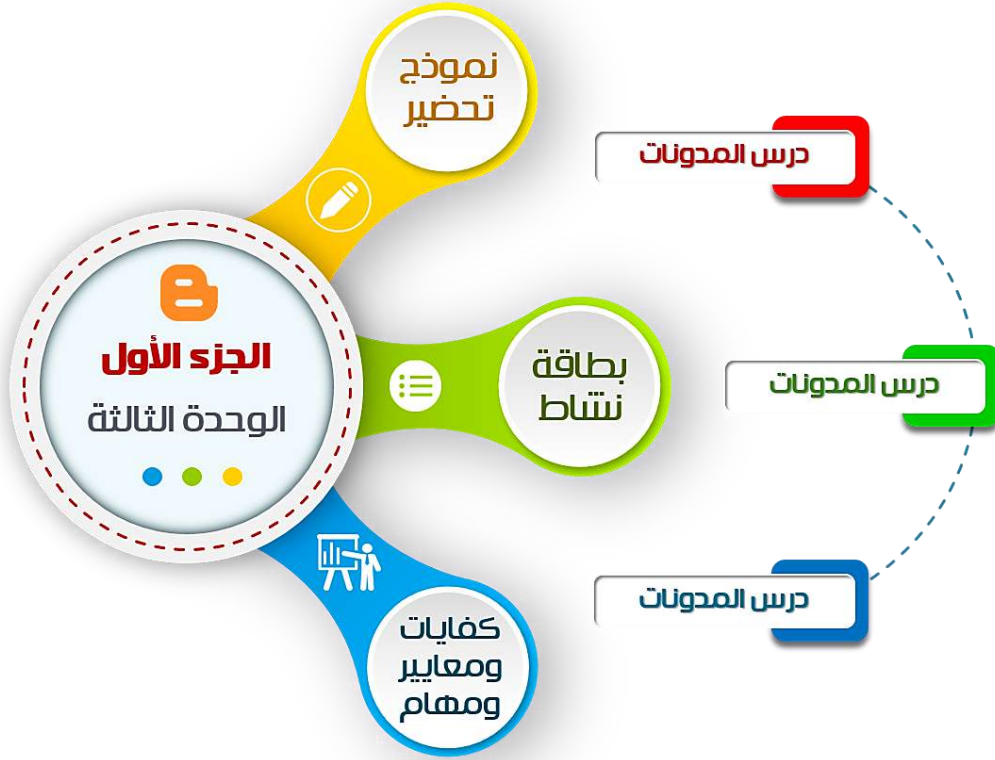 نموذج
تحضير
درس المدونات
الجزء الأول
الوحدة الثالثة
بطاقة
نشاط
درس المدونات
كفايات
ومعايير
ومهام
درس المدونات